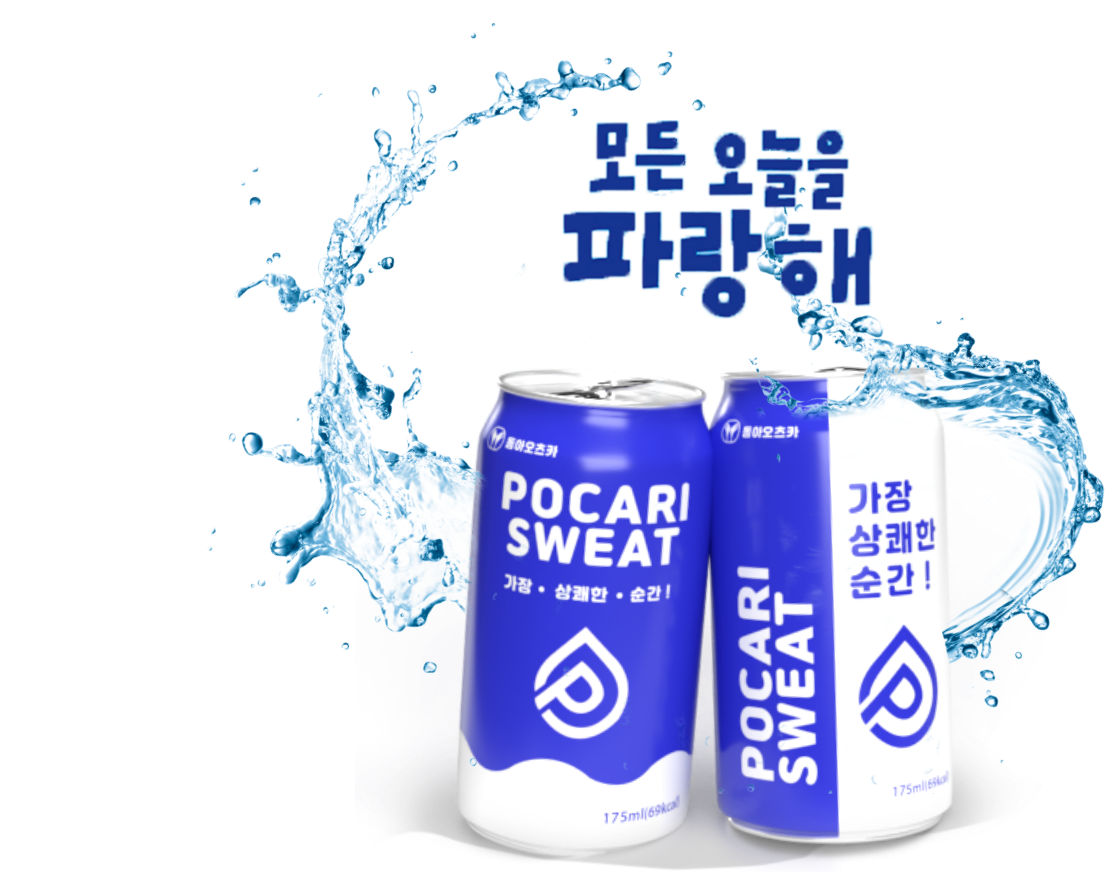 모든 오늘을
파랑해
동아오츠카
POCARI
SWEAT
가장 • 상쾌한 • 순간 !
175ml(69kcal)
동아오츠카
POCARI
SWEAT
가장
상쾌한
순간 !
175ml(69kcal)